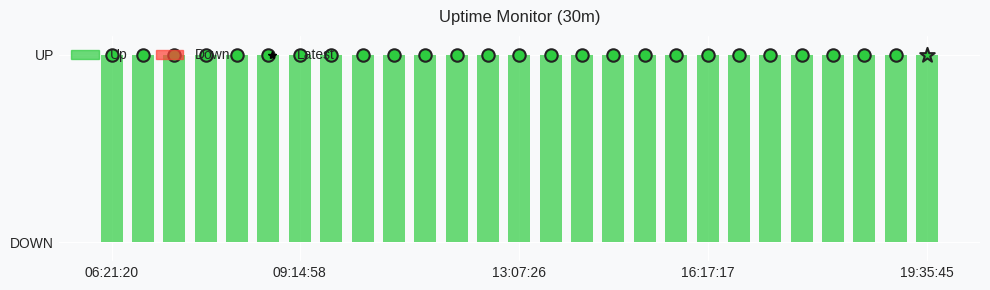 Uptime Monitor (30m)
UP
Up Down Latest
DOWN
06:21:20 09:14:58 13:07:26 16:17:17 19:35:45